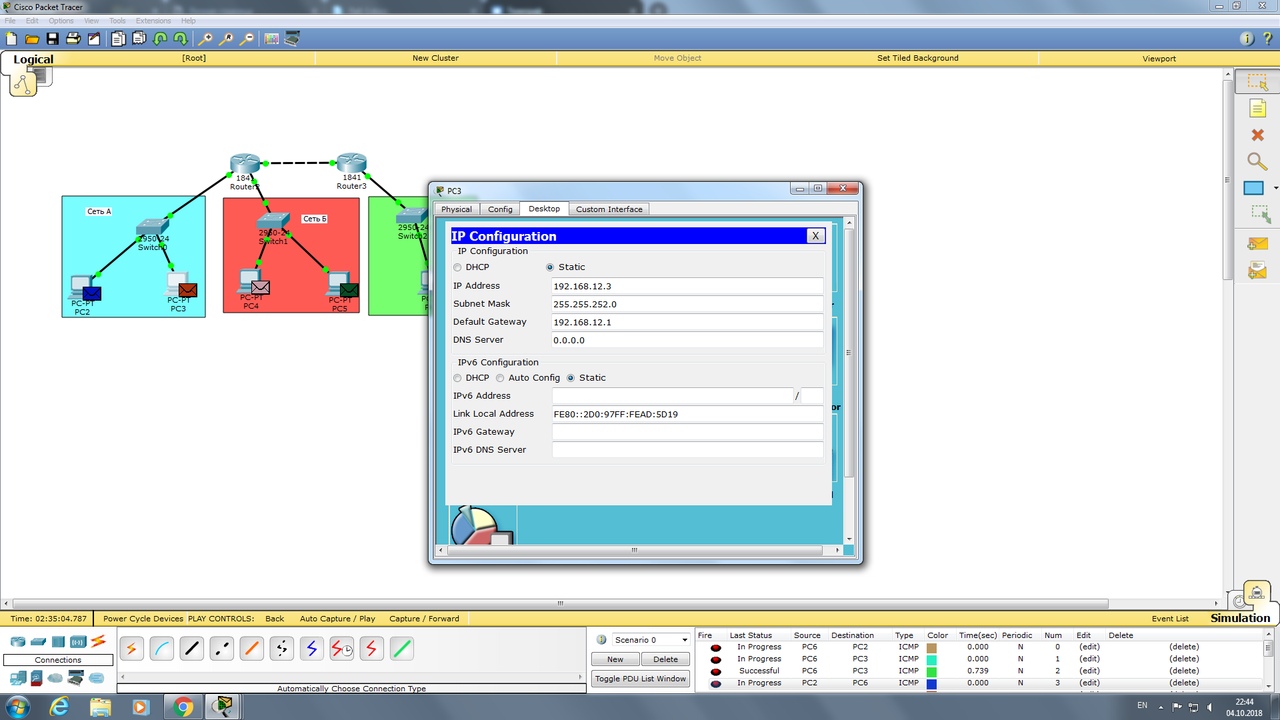 Cisco Packet Tracer
File Edit Options View Tools Extensions Help
Logical [Root] New Cluster Move Object Set Tiled Background Viewport
1841
Router3
Сеть А
Сеть Б
2950-24
Switch0
2950-24
Switch1
PC-PT
PC2
PC-PT
PC3
PC-PT
PC4
PC-PT
PC5
PC3
Physical Config Desktop Custom Interface
IP Configuration X
IP Configuration
DHCP Static
IP Address 192.168.12.3
Subnet Mask 255.255.252.0
Default Gateway 192.168.12.1
DNS Server 0.0.0.0
IPv6 Configuration
DHCP Auto Config Static
IPv6 Address /
Link Local Address FE80::2D0:97FF:FEAD:5D19
IPv6 Gateway
IPv6 DNS Server
Time: 02:35:04.787 Power Cycle Devices PLAY CONTROLS: Back Auto Capture / Play Capture / Forward Event List Simulation
Connections
Automatically Choose Connection Type
Scenario 0
New Delete
Toggle PDU List Window
Fire Last Status Source Destination Type Color Time(sec) Periodic Num Edit Delete
In Progress PC6 PC2 ICMP 0.000 N 0 (edit) (delete)
In Progress PC6 PC3 ICMP 0.000 N 1 (edit) (delete)
Successful PC6 PC3 ICMP 0.739 N 2 (edit) (delete)
In Progress PC2 PC6 ICMP 0.000 N 3 (edit) (delete)
EN 22:44
04.10.2018